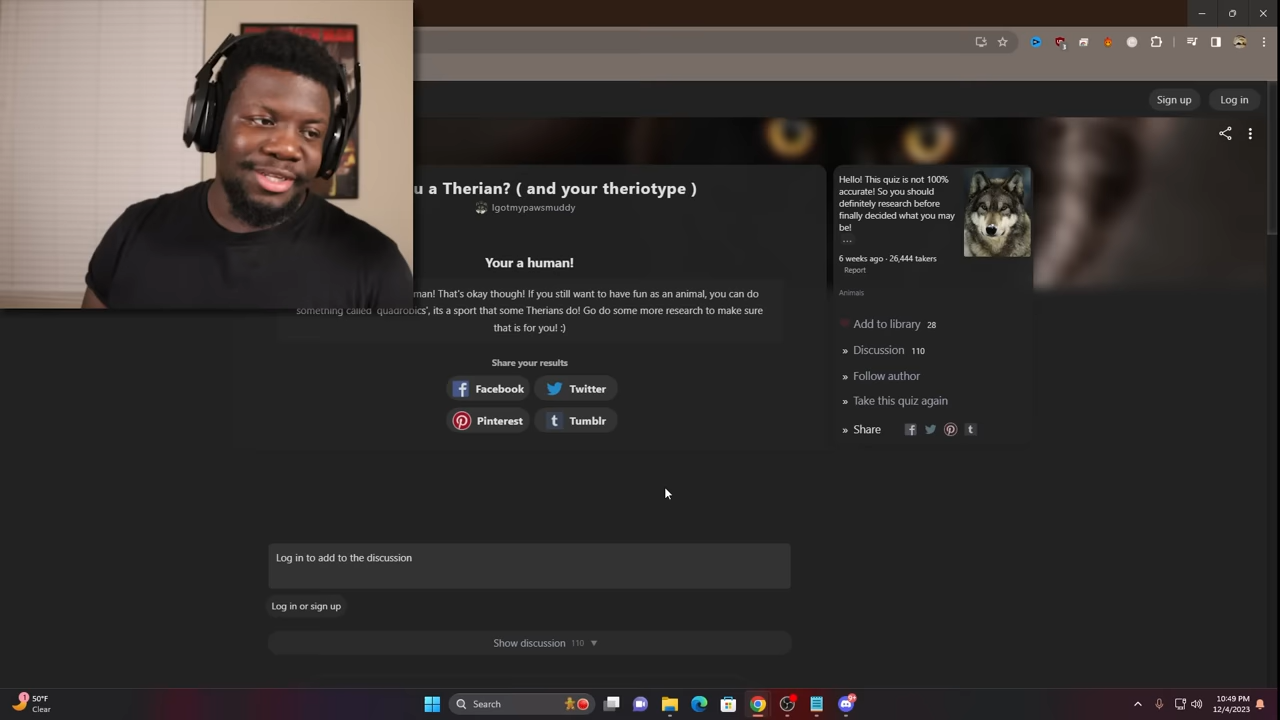 Sign up
Log in
u a Therian? ( and your theriotype )
Igotmypawsmuddy
Your a human!
man! That's okay though! If you still want to have fun as an animal, you can do
something called 'quadrobics', its a sport that some Therians do! Go do some more research to make sure
that is for you! :)
Share your results
Facebook
Twitter
Pinterest
Tumblr
Hello! This quiz is not 100%
accurate! So you should
definitely research before
finally decided what you may
be!
...
6 weeks ago · 26,444 takers
Report
Animals
Add to library 28
» Discussion 110
» Follow author
» Take this quiz again
» Share
Log in to add to the discussion
Log in or sign up
Show discussion 110 ▼
1
50°F
Clear
Search
9+
10:49 PM
12/4/2023